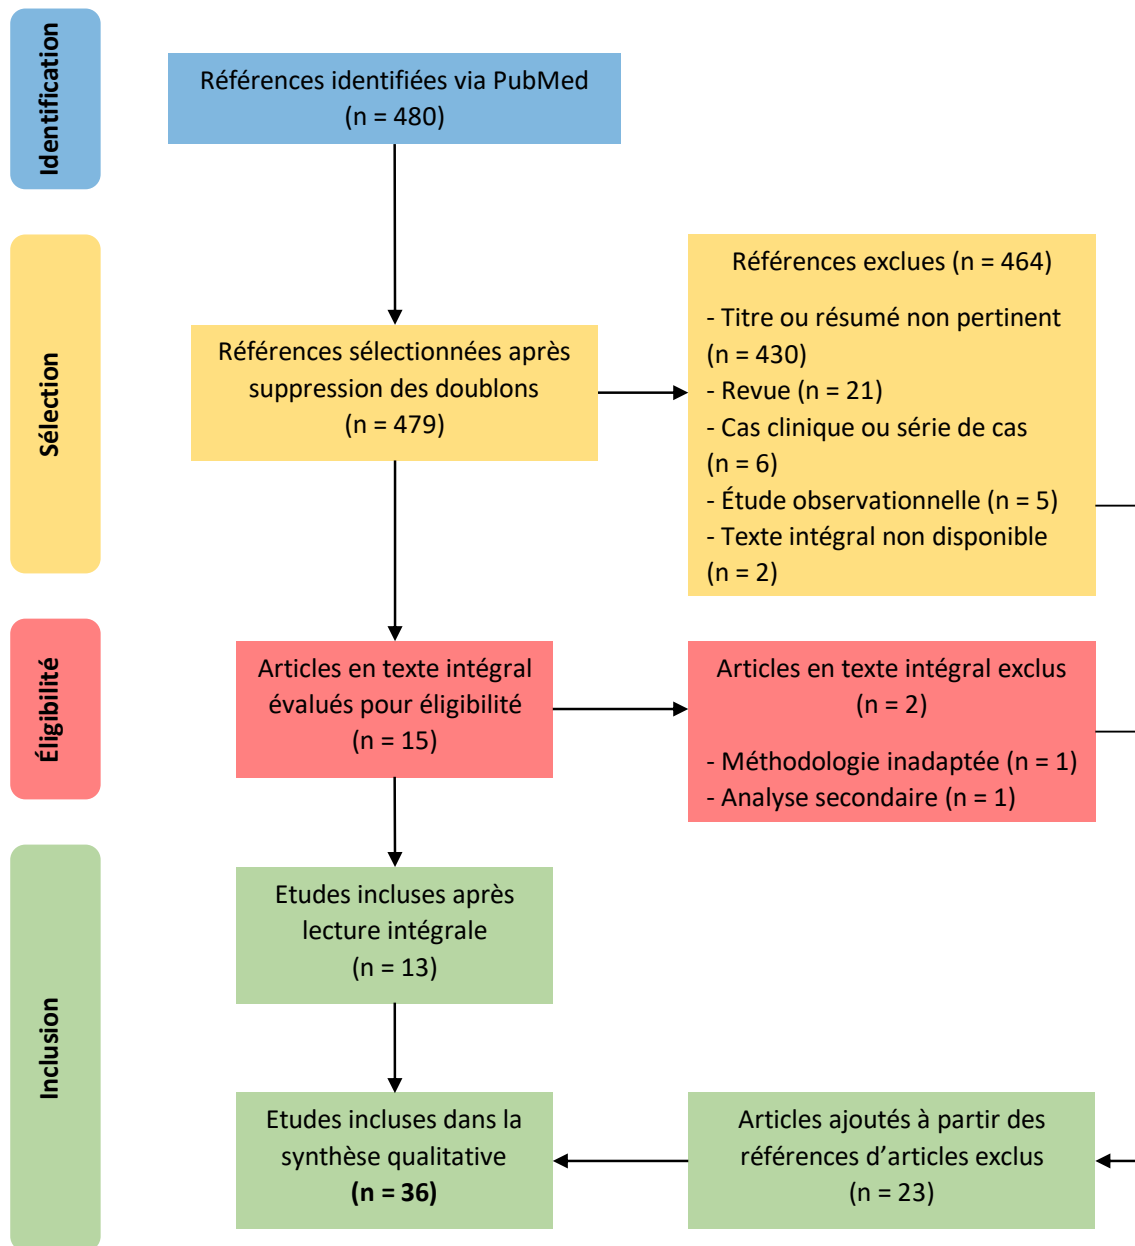 Identification
Références identifiées via PubMed
(n = 480)
Sélection
Références sélectionnées après
suppression des doublons
(n = 479)
Références exclues (n = 464)
- Titre ou résumé non pertinent
(n = 430)
- Revue (n = 21)
- Cas clinique ou série de cas
(n = 6)
- Étude observationnelle (n = 5)
- Texte intégral non disponible
(n = 2)
Éligibilité
Articles en texte intégral
évalués pour éligibilité
(n = 15)
Articles en texte intégral exclus
(n = 2)
- Méthodologie inadaptée (n = 1)
- Analyse secondaire (n = 1)
Inclusion
Etudes incluses après
lecture intégrale
(n = 13)
Etudes incluses dans la
synthèse qualitative
(n = 36)
Articles ajoutés à partir des
références d’articles exclus
(n = 23)